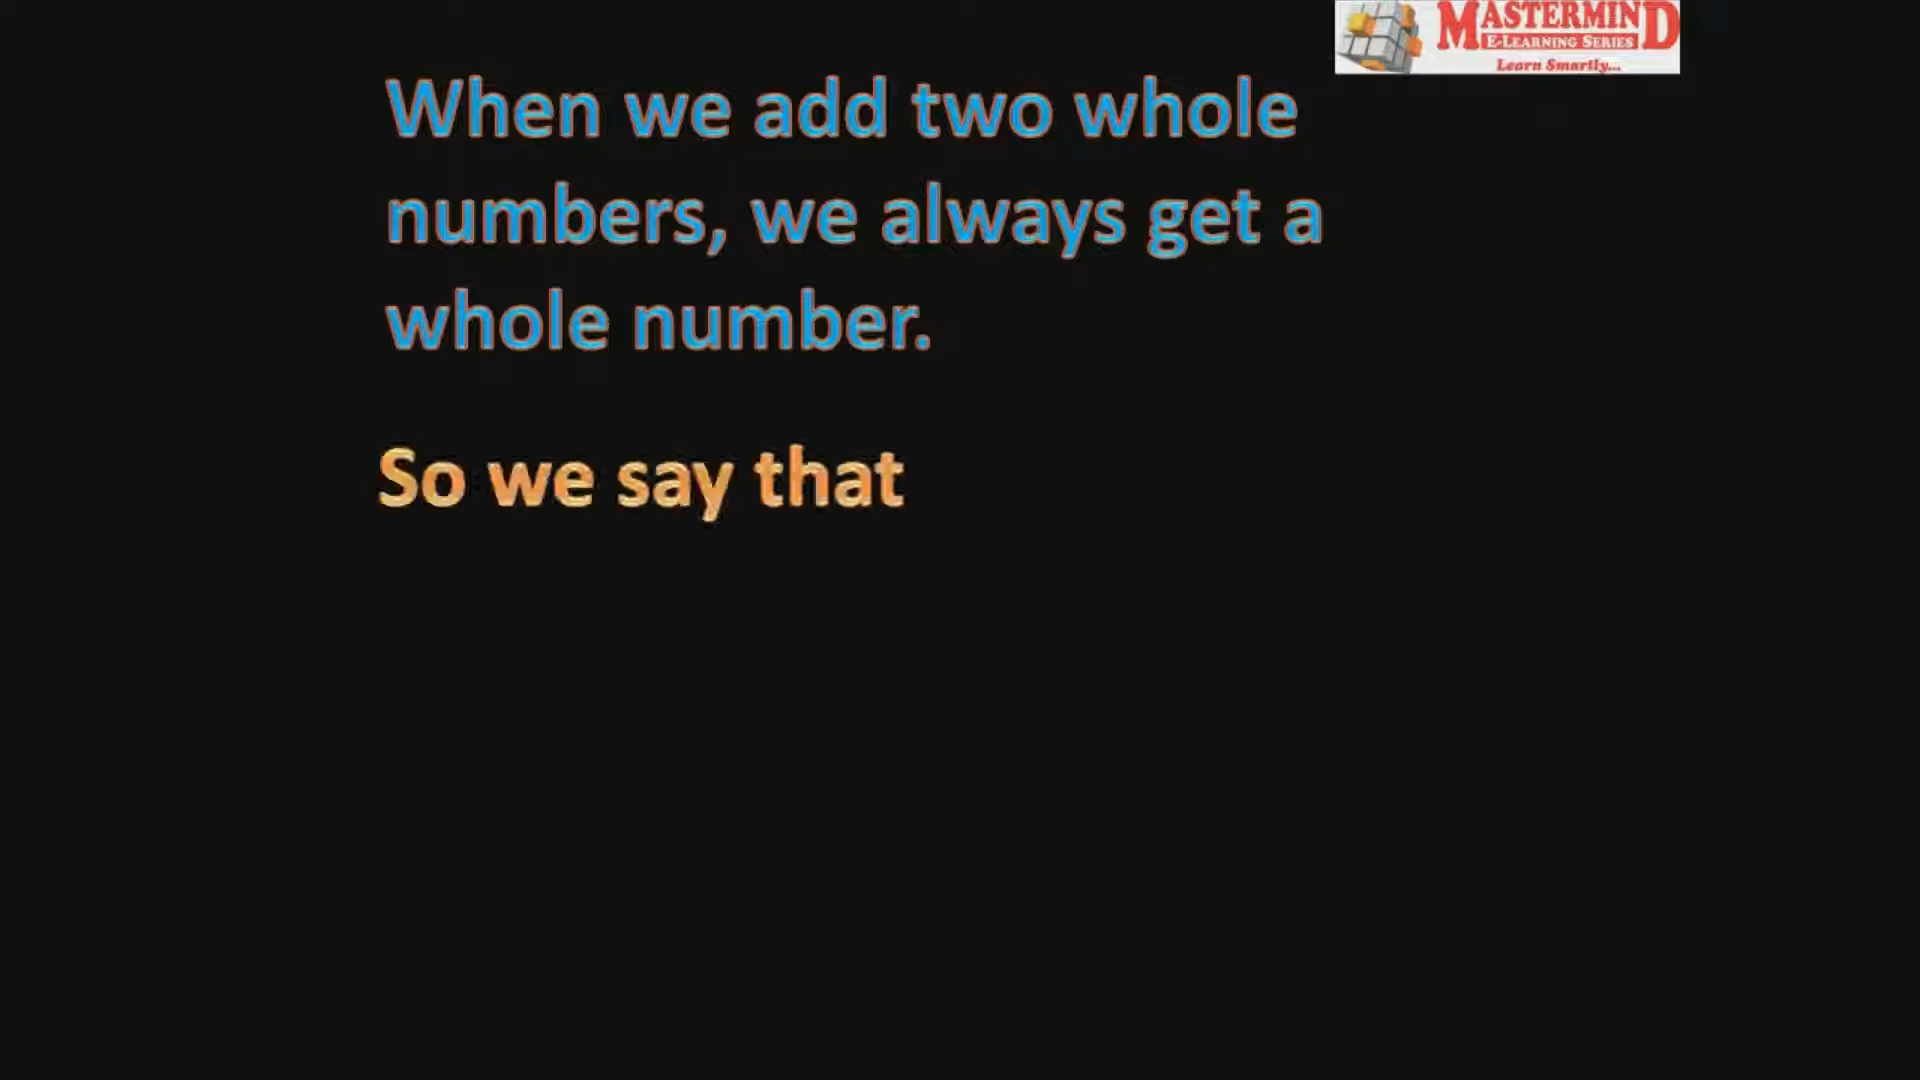 MASTERMIND
E-LEARNING SERIES
Learn Smartly...
When we add two whole
numbers, we always get a
whole number.
So we say that